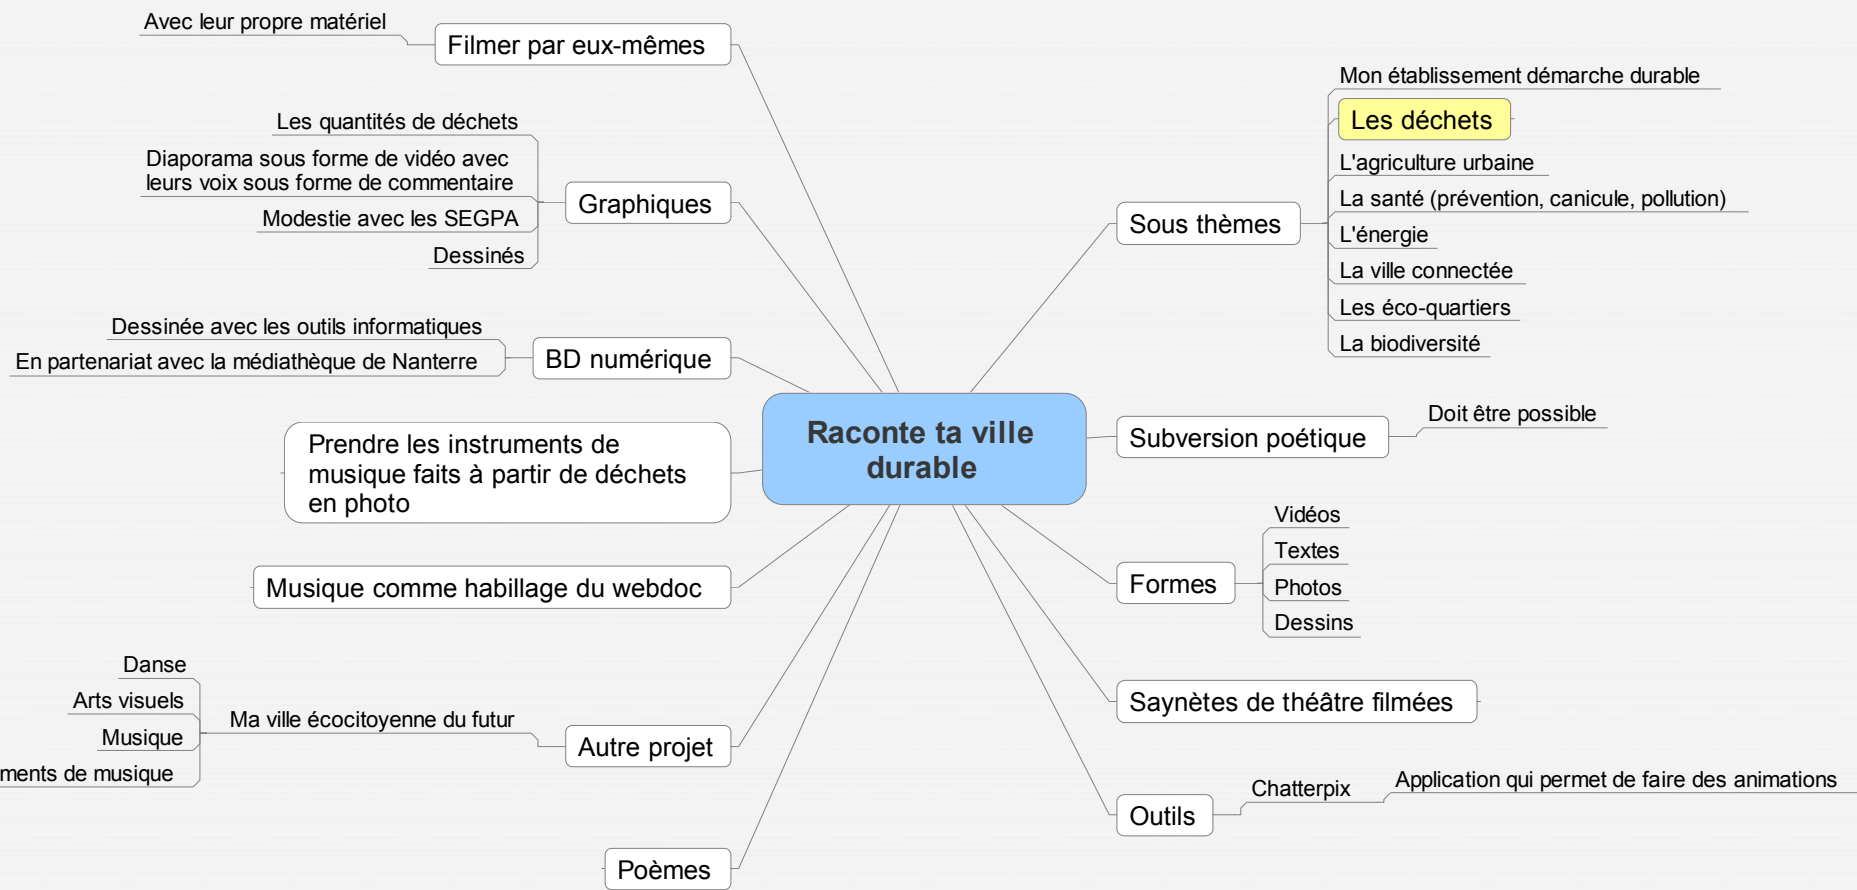 Raconte ta ville
durable
Avec leur propre matériel
Filmer par eux-mêmes
Les quantités de déchets
Diaporama sous forme de vidéo avec
leurs voix sous forme de commentaire
Modestie avec les SEGPA
Dessinés
Graphiques
Dessinée avec les outils informatiques
En partenariat avec la médiathèque de Nanterre
BD numérique
Prendre les instruments de
musique faits à partir de déchets
en photo
Musique comme habillage du webdoc
Danse
Arts visuels
Musique
de musique
Ma ville écocitoyenne du futur
Autre projet
Poèmes
Sous thèmes
Mon établissement démarche durable
Les déchets
L'agriculture urbaine
La santé (prévention, canicule, pollution)
L'énergie
La ville connectée
Les éco-quartiers
La biodiversité
Subversion poétique
Doit être possible
Formes
Vidéos
Textes
Photos
Dessins
Saynètes de théâtre filmées
Outils
Chatterpix
Application qui permet de faire des animations